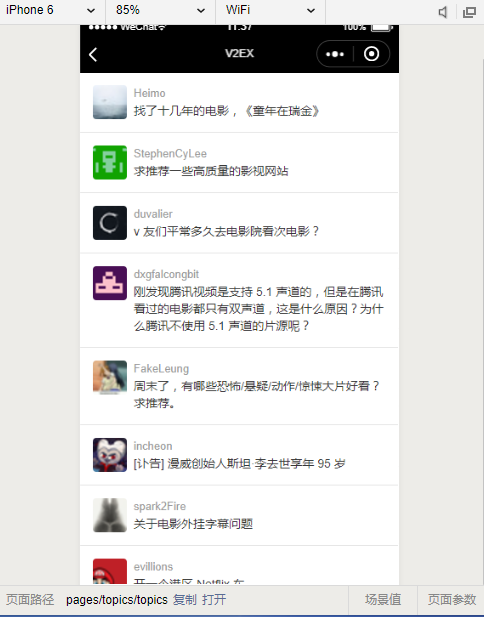 iPhone 6 85% WiFi
WeChat 11:37 100%
V2EX
Heimo
找了十几年的电影，《童年在瑞金》
StephenCyLee
求推荐一些高质量的影视网站
duvalier
v 友们平常多久去电影院看次电影？
dxgfalcongbit
刚发现腾讯视频是支持 5.1 声道的，但是在腾讯
看过的电影都只有双声道，这是什么原因？为什
么腾讯不使用 5.1 声道的片源呢？
FakeLeung
周末了，有哪些恐怖/悬疑/动作/惊悚大片好看？
求推荐。
incheon
[讣告] 漫威创始人斯坦·李去世享年 95 岁
spark2Fire
关于电影外挂字幕问题
evillions
开一个港区 Netflix 车
页面路径 pages/topics/topics 复制 打开 场景值 页面参数